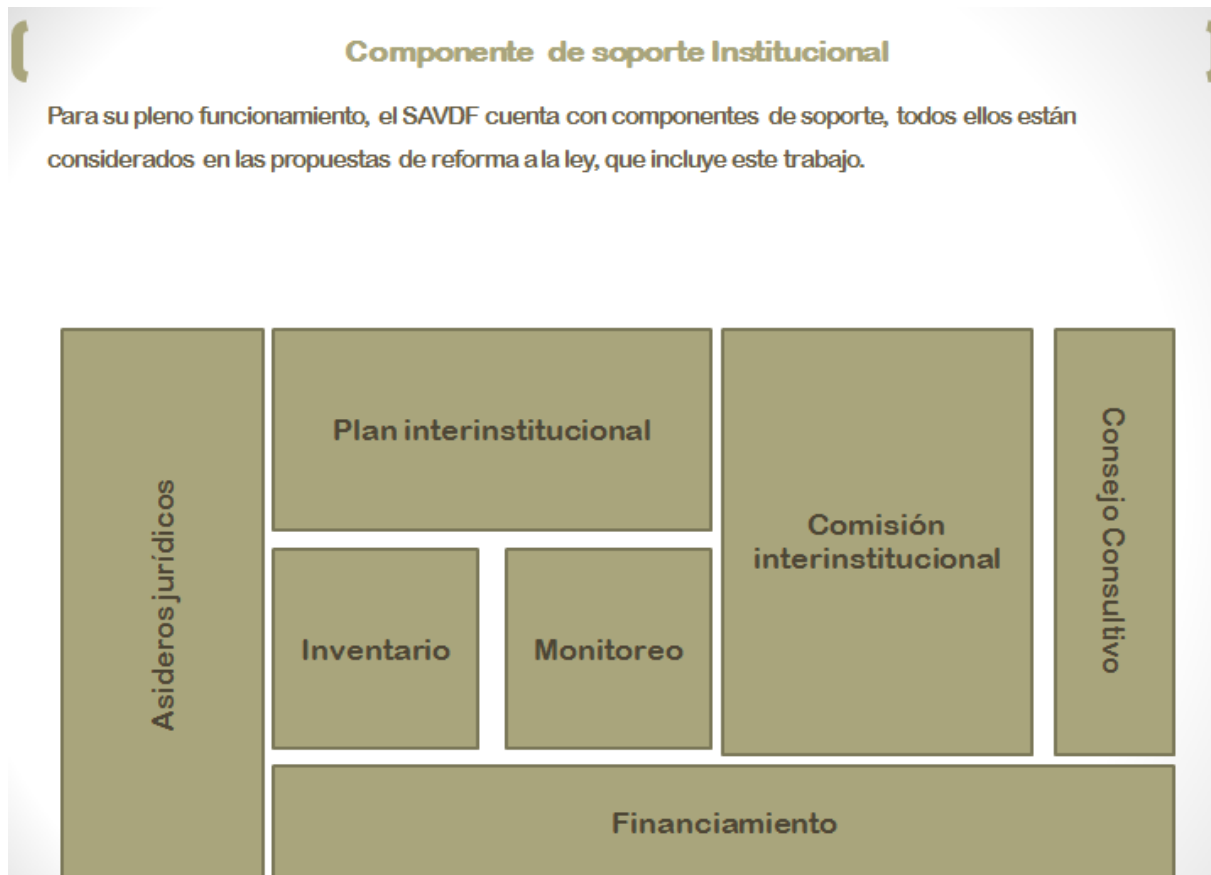 Componente de soporte Institucional
Para su pleno funcionamiento, el SAVDF cuenta con componentes de soporte, todos ellos están
considerados en las propuestas de reforma a la ley, que incluye este trabajo.
Asideros jurídicos
Plan interinstitucional
Inventario
Monitoreo
Comisión
interinstitucional
Consejo Consultivo
Financiamiento